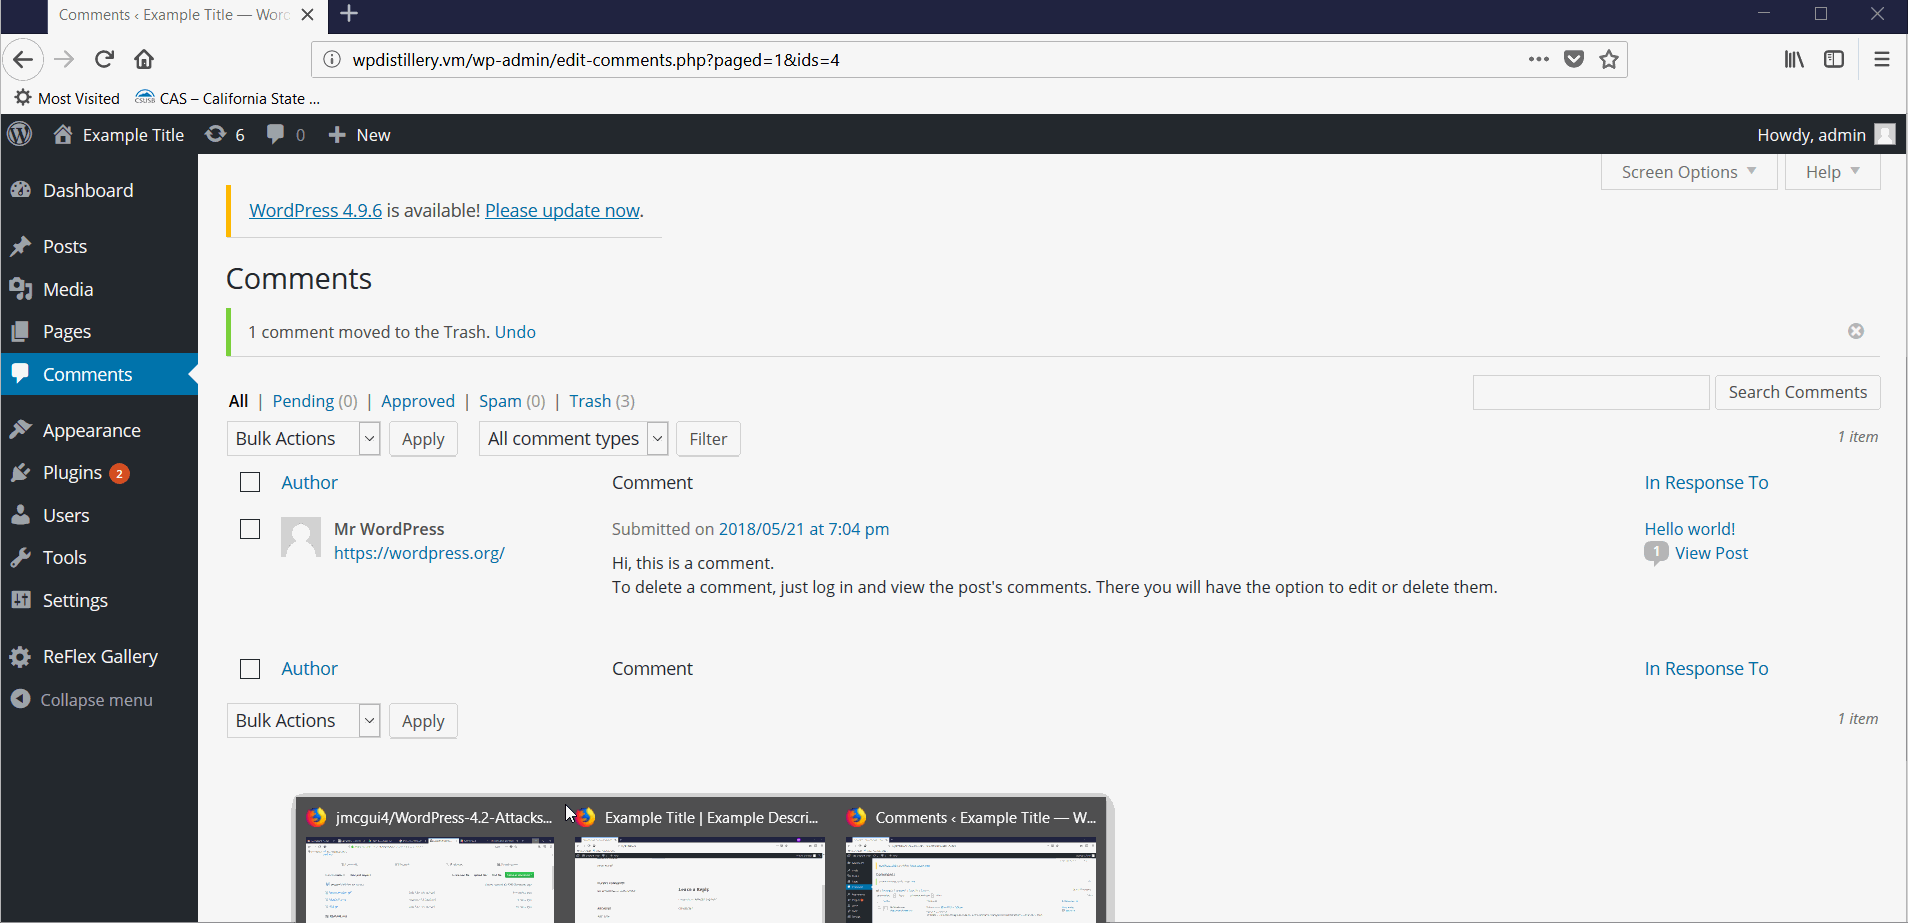 Comments ‹ Example Title — Word
wpdistillery.vm/wp-admin/edit-comments.php?paged=1&ids=4
Most Visited
CSUSB CAS – California State ...
Example Title 6 0 New
Howdy, admin
Screen Options
Help
Dashboard
WordPress 4.9.6 is available! Please update now.
Posts
Media
Pages
Comments
Appearance
Plugins 2
Users
Tools
Settings
ReFlex Gallery
Collapse menu
Comments
1 comment moved to the Trash. Undo
All | Pending (0) | Approved | Spam (0) | Trash (3)
Search Comments
Bulk Actions Apply All comment types Filter
1 item
Author Comment In Response To
Mr WordPress
https://wordpress.org/
Submitted on 2018/05/21 at 7:04 pm
Hi, this is a comment.
To delete a comment, just log in and view the post's comments. There you will have the option to edit or delete them.
Hello world!
1 View Post
Author Comment In Response To
Bulk Actions Apply
1 item
jmcgui4/WordPress-4.2-Attacks...
Example Title | Example Descri...
Comments ‹ Example Title — W...
Leave a Reply